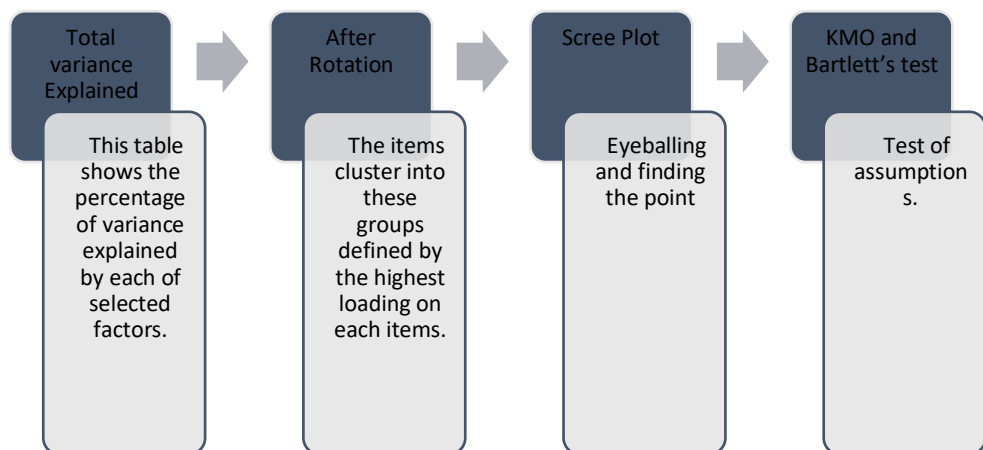 Total
variance
Explained
This table
shows the
percentage
of variance
explained
by each of
selected
factors.
After
Rotation
The items
cluster into
these
groups
defined by
the highest
loading on
each items.
Scree Plot
Eyeballing
and finding
the point
KMO and
Bartlett’s test
Test of
assumption
s.